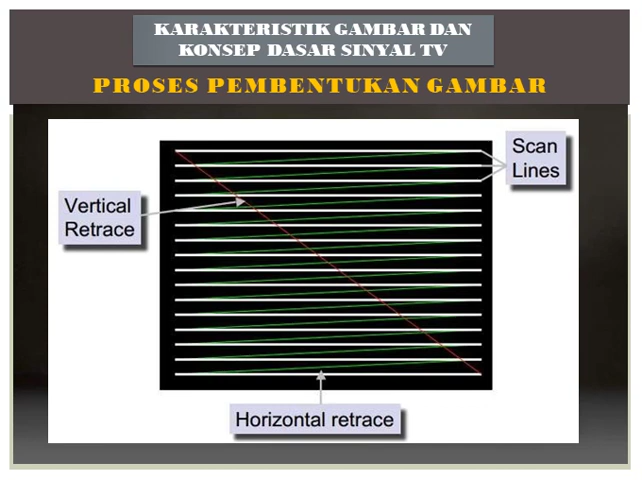 KARAKTERISTIK GAMBAR DAN
KONSEP DASAR SINYAL TV
PROSES PEMBENTUKAN GAMBAR
Scan
Lines
Vertical
Retrace
Horizontal retrace